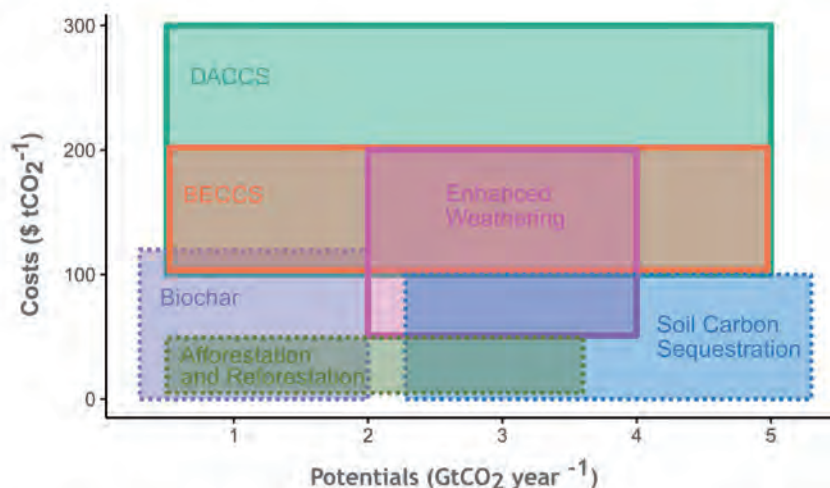 300
DACCS
200
BECCS
Enhanced
Weathering
100
Biochar
Soil Carbon
Sequestration
Afforestation
and Reforestation
0
1 2 3 4 5
Costs ($ tCO₂⁻¹)
Potentials (GtCO₂ year ⁻¹)